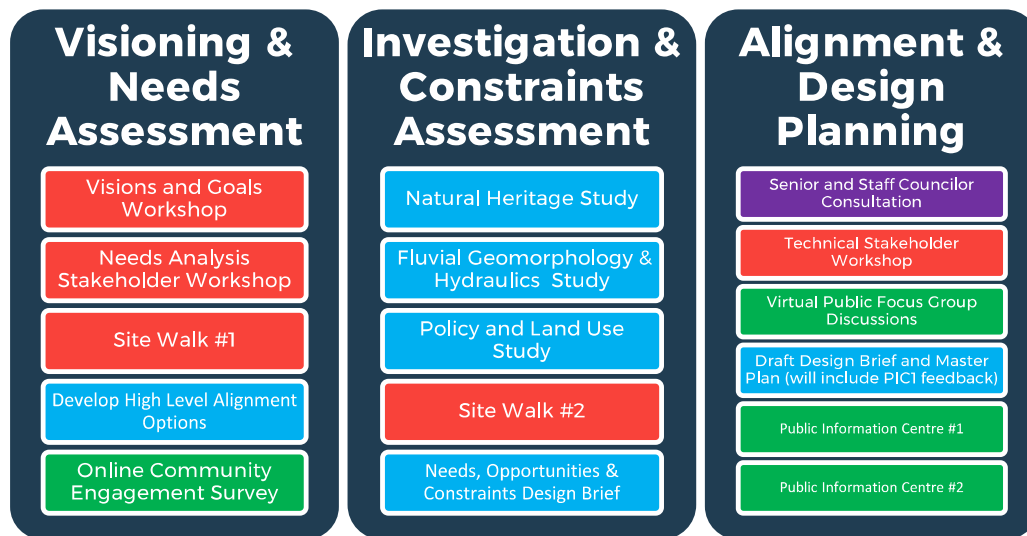 Visioning &
Needs
Assessment
Visions and Goals
Workshop
Needs Analysis
Stakeholder Workshop
Site Walk #1
Develop High Level Alignment
Options
Online Community
Engagement Survey
Investigation &
Constraints
Assessment
Natural Heritage Study
Fluvial Geomorphology &
Hydraulics Study
Policy and Land Use
Study
Site Walk #2
Needs, Opportunities &
Constraints Design Brief
Alignment &
Design
Planning
Senior and Staff Councilor
Consultation
Technical Stakeholder
Workshop
Virtual Public Focus Group
Discussions
Draft Design Brief and Master
Plan (will include PIC1 feedback)
Public Information Centre #1
Public Information Centre #2